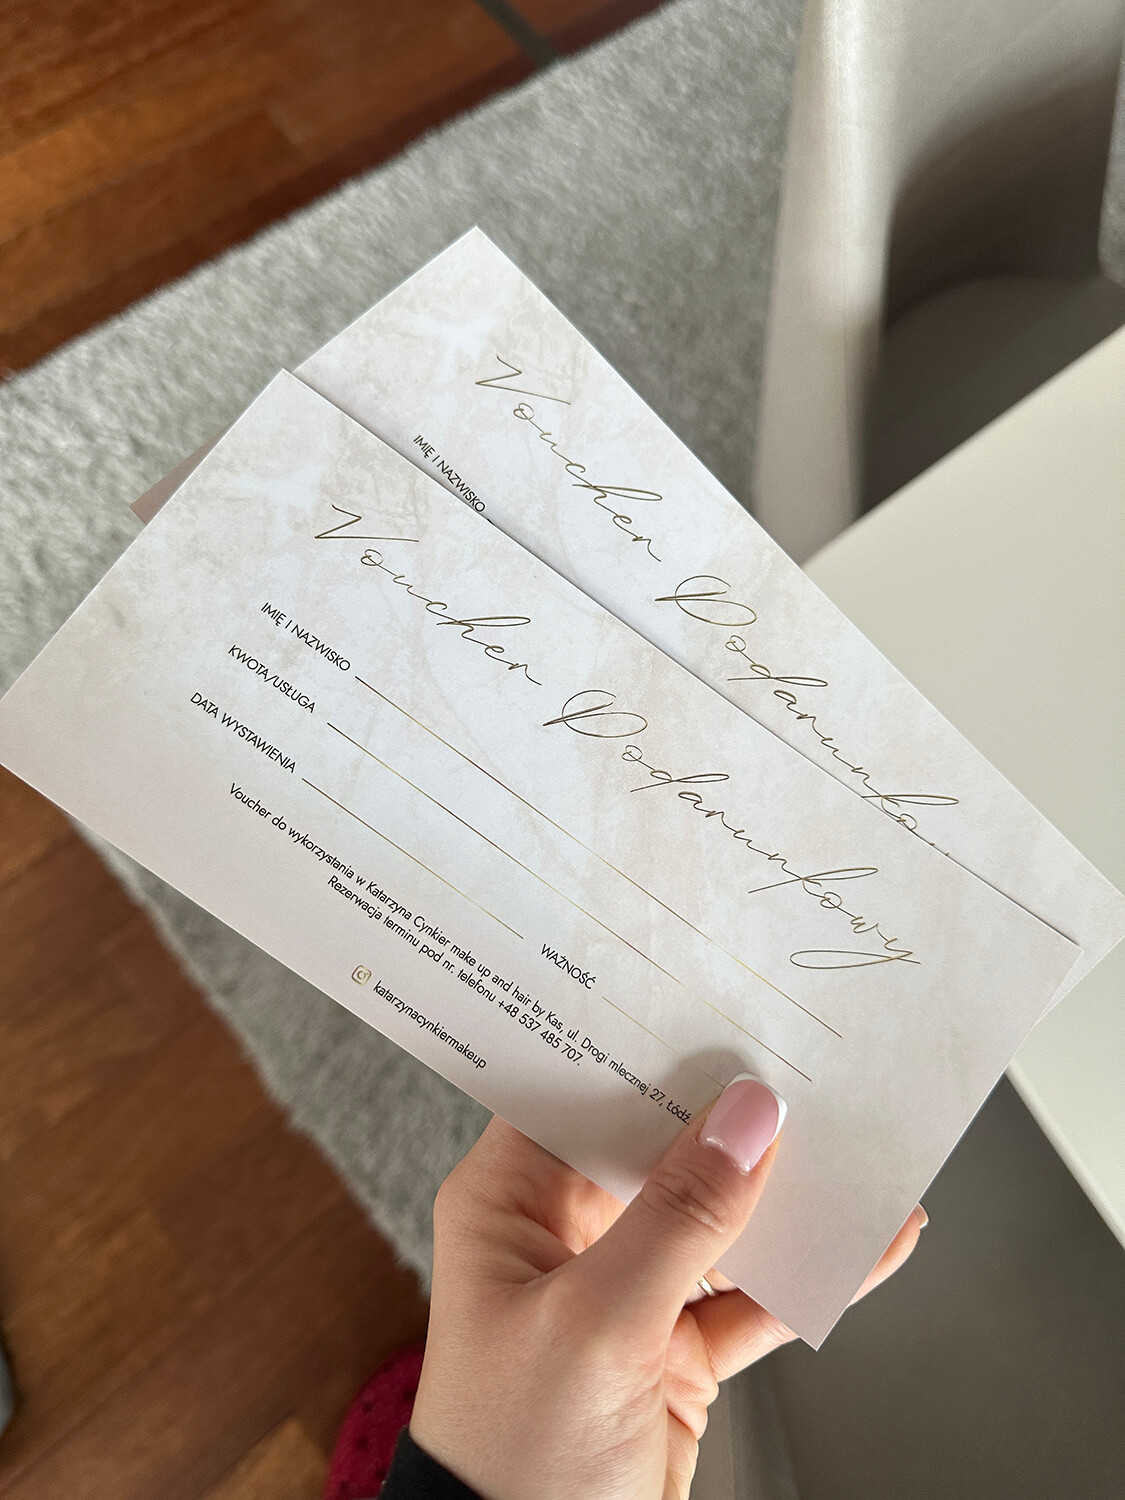 Voucher Podarunko
IMIĘ I NAZWISKO
Voucher Podarunkowy
IMIĘ I NAZWISKO
KWOTA/USŁUGA
DATA WYSTAWIENIA WAŻNOŚĆ
Voucher do wykorzystania w Katarzyna Cynkier make up and hair by Kas, ul. Drogi mlecznej 27, Łódź.
Rezerwacja terminu pod nr. telefonu +48 537 485 707.
katarzynacynkiermakeup